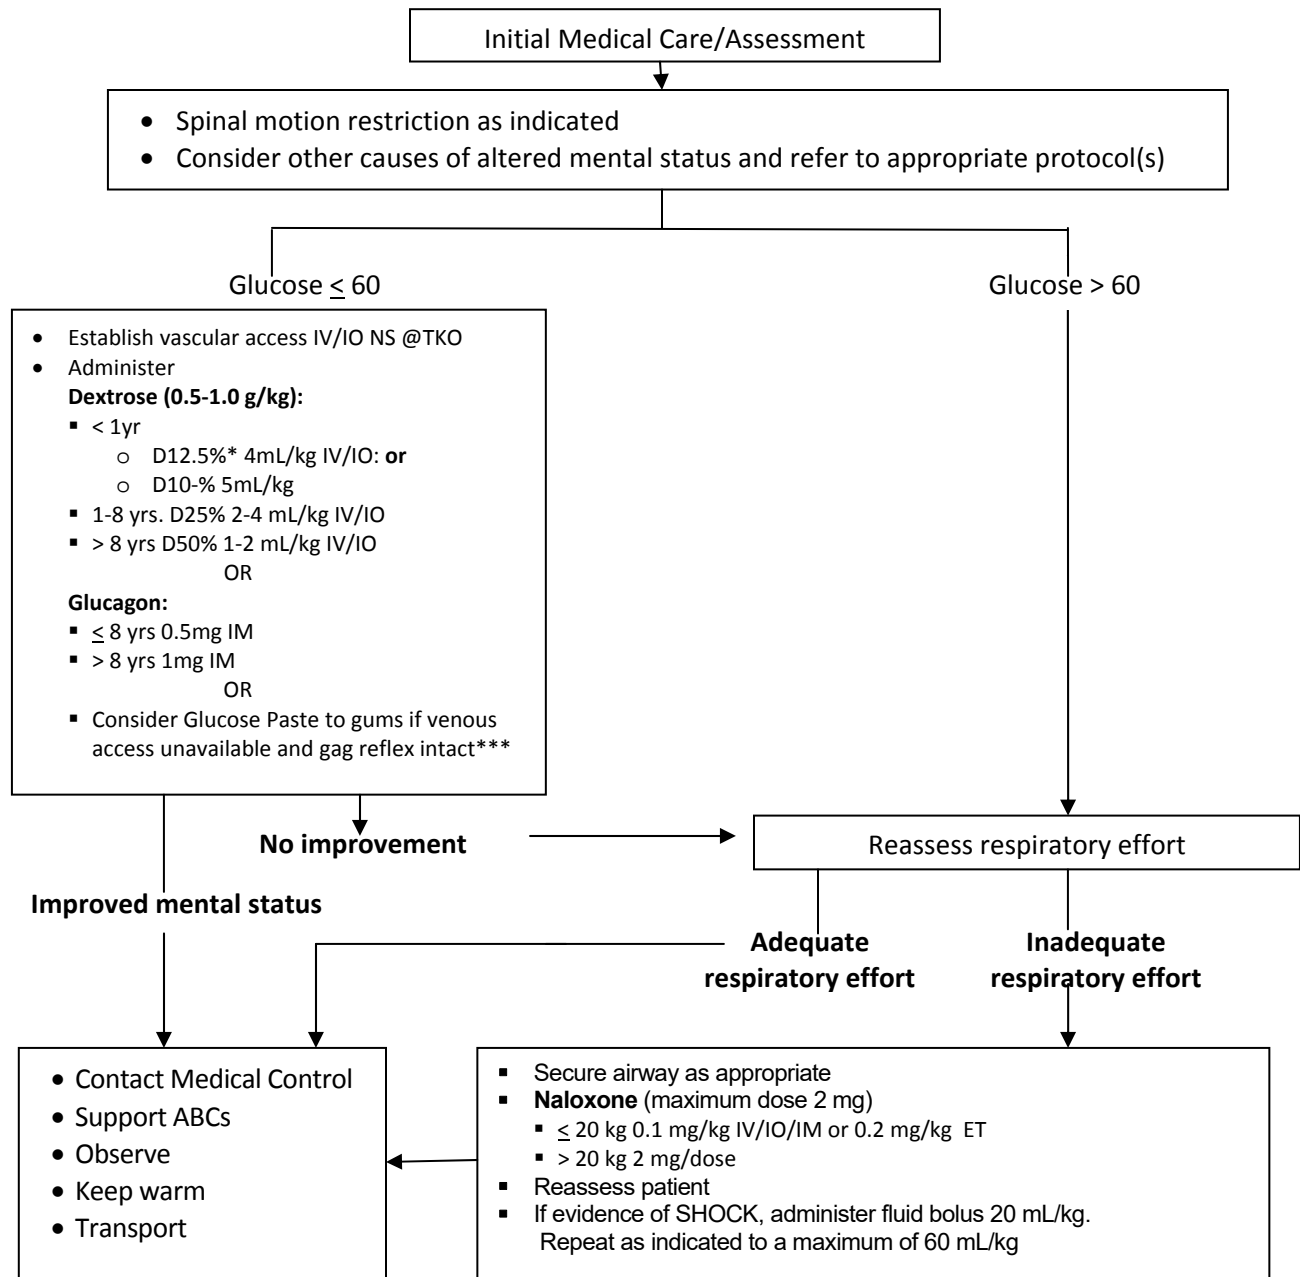 Initial Medical Care/Assessment
• Spinal motion restriction as indicated
• Consider other causes of altered mental status and refer to appropriate protocol(s)
Glucose ≤ 60
Glucose > 60
• Establish vascular access IV/IO NS @TKO
• Administer
Dextrose (0.5-1.0 g/kg):
▪ < 1yr
o D12.5%* 4mL/kg IV/IO: or
o D10-% 5mL/kg
▪ 1-8 yrs. D25% 2-4 mL/kg IV/IO
▪ > 8 yrs D50% 1-2 mL/kg IV/IO
OR
Glucagon:
▪ ≤ 8 yrs 0.5mg IM
▪ > 8 yrs 1mg IM
OR
▪ Consider Glucose Paste to gums if venous
access unavailable and gag reflex intact***
No improvement
Reassess respiratory effort
Improved mental status
Adequate
respiratory effort
Inadequate
respiratory effort
• Contact Medical Control
• Support ABCs
• Observe
• Keep warm
• Transport
▪ Secure airway as appropriate
▪ Naloxone (maximum dose 2 mg)
▪ ≤ 20 kg 0.1 mg/kg IV/IO/IM or 0.2 mg/kg ET
▪ > 20 kg 2 mg/dose
▪ Reassess patient
▪ If evidence of SHOCK, administer fluid bolus 20 mL/kg.
Repeat as indicated to a maximum of 60 mL/kg